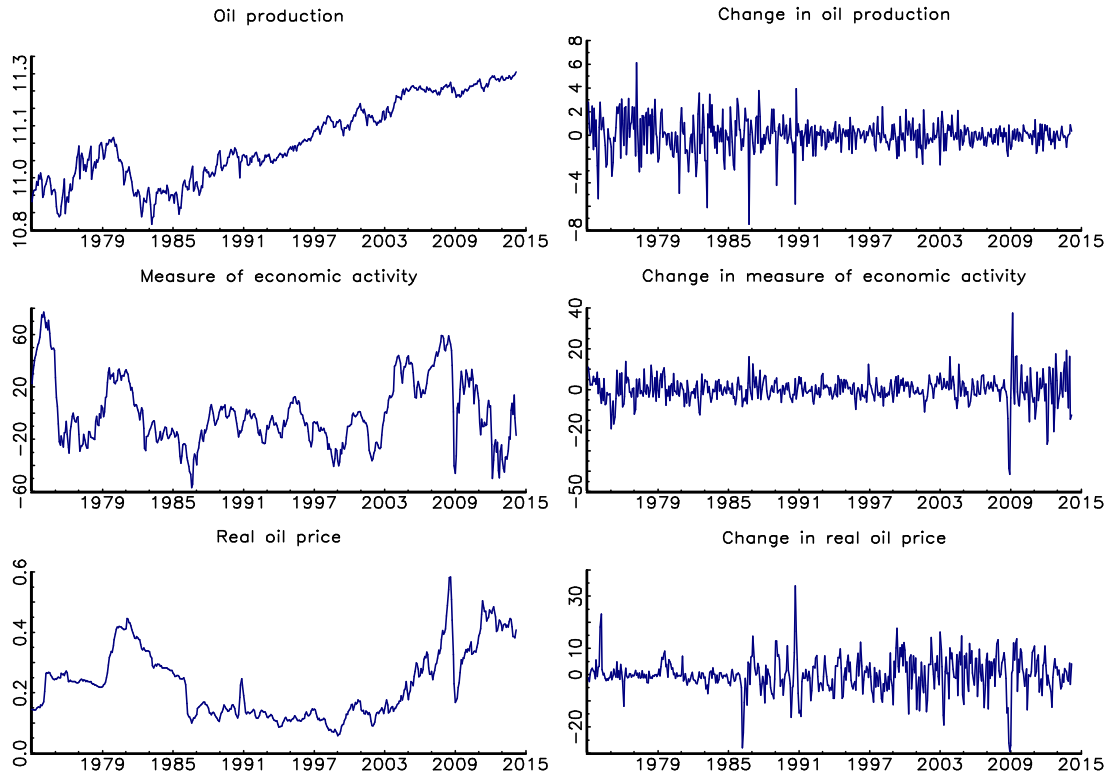 Oil production
11.3
11.1
11.0
10.8
1979 1985 1991 1997 2003 2009 2015
Change in oil production
8
6
4
2
0
-4
-8
1979 1985 1991 1997 2003 2009 2015
Measure of economic activity
60
20
-20
-60
1979 1985 1991 1997 2003 2009 2015
Change in measure of economic activity
40
20
0
-20
-50
1979 1985 1991 1997 2003 2009 2015
Real oil price
0.6
0.4
0.2
0.0
1979 1985 1991 1997 2003 2009 2015
Change in real oil price
30
10
0
-20
1979 1985 1991 1997 2003 2009 2015